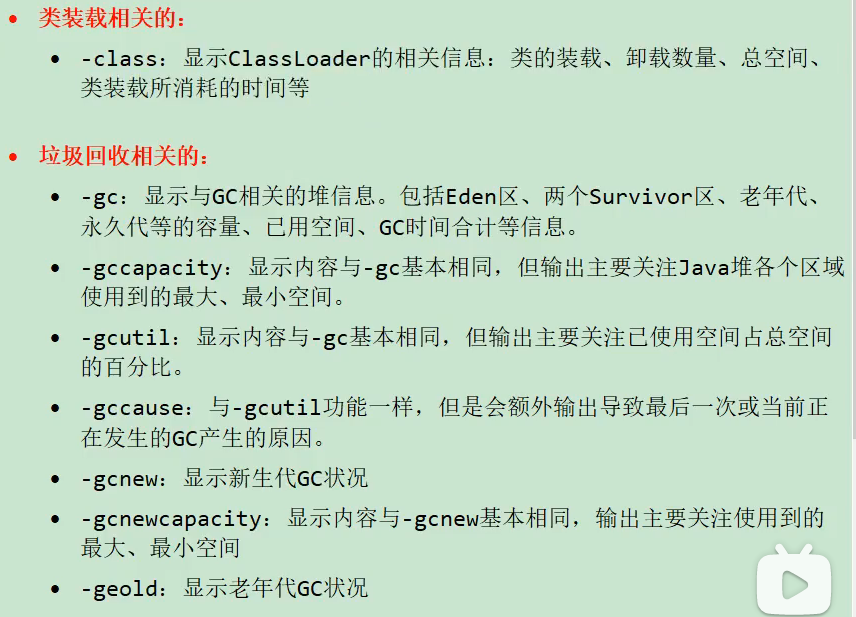 类装载相关的：
-class：显示ClassLoader的相关信息：类的装载、卸载数量、总空间、
类装载所消耗的时间等
垃圾回收相关的：
-gc：显示与GC相关的堆信息。包括Eden区、两个Survivor区、老年代、
永久代等的容量、已用空间、GC时间合计等信息。
-gccapacity：显示内容与-gc基本相同，但输出主要关注Java堆各个区域
使用到的最大、最小空间。
-gcutil：显示内容与-gc基本相同，但输出主要关注已使用空间占总空间
的百分比。
-gccause：与-gcutil功能一样，但是会额外输出导致最后一次或当前正
在发生的GC产生的原因。
-gcnew：显示新生代GC状况
-gcnewcapacity：显示内容与-gcnew基本相同，输出主要关注使用到的
最大、最小空间
-geold：显示老年代GC状况